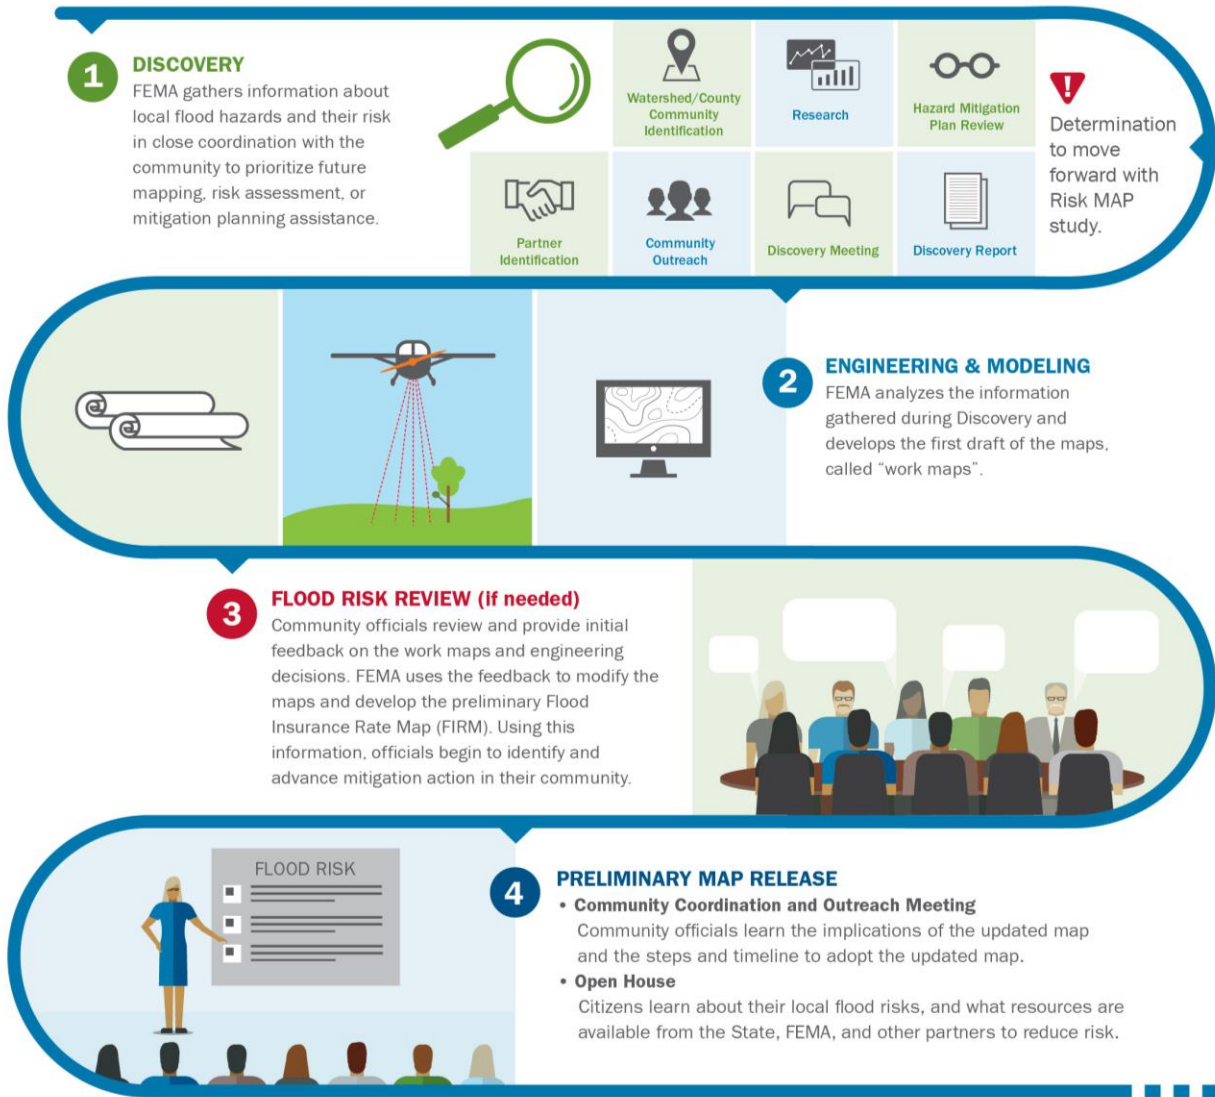 1
DISCOVERY
FEMA gathers information about
local flood hazards and their risk
in close coordination with the
community to prioritize future
mapping, risk assessment, or
mitigation planning assistance.
Watershed/County
Community
Identification
Research
Hazard Mitigation
Plan Review
Partner
Identification
Community
Outreach
Discovery Meeting
Discovery Report
!
Determination
to move
forward with
Risk MAP
study.
2
ENGINEERING & MODELING
FEMA analyzes the information
gathered during Discovery and
develops the first draft of the maps,
called “work maps”.
3
FLOOD RISK REVIEW (if needed)
Community officials review and provide initial
feedback on the work maps and engineering
decisions. FEMA uses the feedback to modify the
maps and develop the preliminary Flood
Insurance Rate Map (FIRM). Using this
information, officials begin to identify and
advance mitigation action in their community.
FLOOD RISK
4
PRELIMINARY MAP RELEASE
• Community Coordination and Outreach Meeting
Community officials learn the implications of the updated map
and the steps and timeline to adopt the updated map.
• Open House
Citizens learn about their local flood risks, and what resources are
available from the State, FEMA, and other partners to reduce risk.